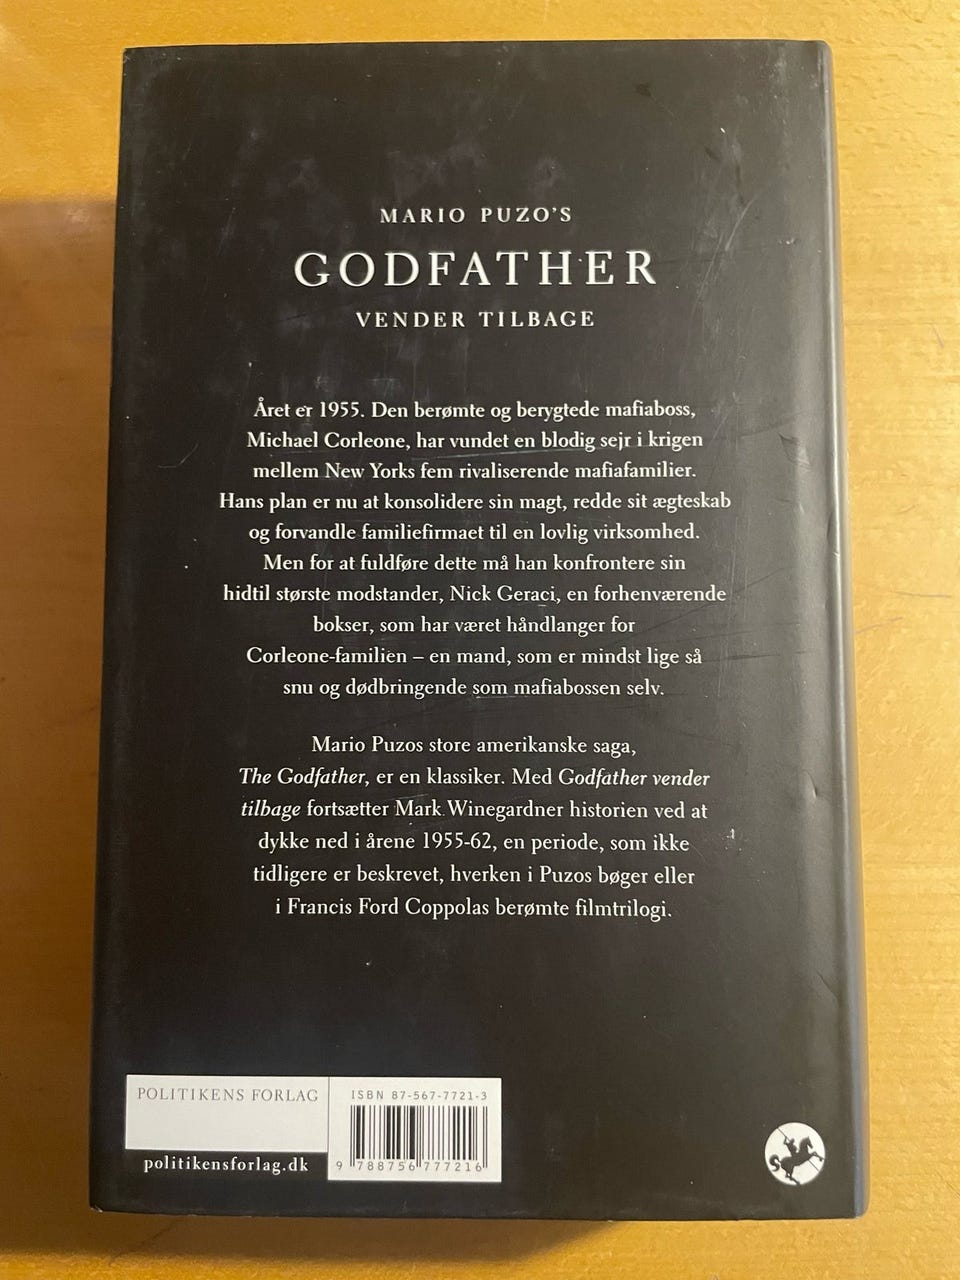 MARIO PUZO'S
GODFATHER
VENDER TILBAGE
Året er 1955. Den berømte og berygtede mafiaboss,
Michael Corleone, har vundet en blodig sejr i krigen
mellem New Yorks fem rivaliserende mafiafamilier.
Hans plan er nu at konsolidere sin magt, redde sit ægteskab
og forvandle familiefirmaet til en lovlig virksomhed.
Men for at fuldføre dette må han konfrontere sin
hidtil største modstander, Nick Geraci, en forhenværende
bokser, som har været håndlanger for
Corleone-familien – en mand, som er mindst lige så
snu og dødbringende som mafiabossen selv.
Mario Puzos store amerikanske saga,
The Godfather, er en klassiker. Med Godfather vender
tilbage fortsætter Mark Winegardner historien ved at
dykke ned i årene 1955-62, en periode, som ikke
tidligere er beskrevet, hverken i Puzos bøger eller
i Francis Ford Coppolas berømte filmtrilogi.
POLITIKENS FORLAG
politikensforlag.dk
ISBN 87-567-7721-3
9 788756 777216